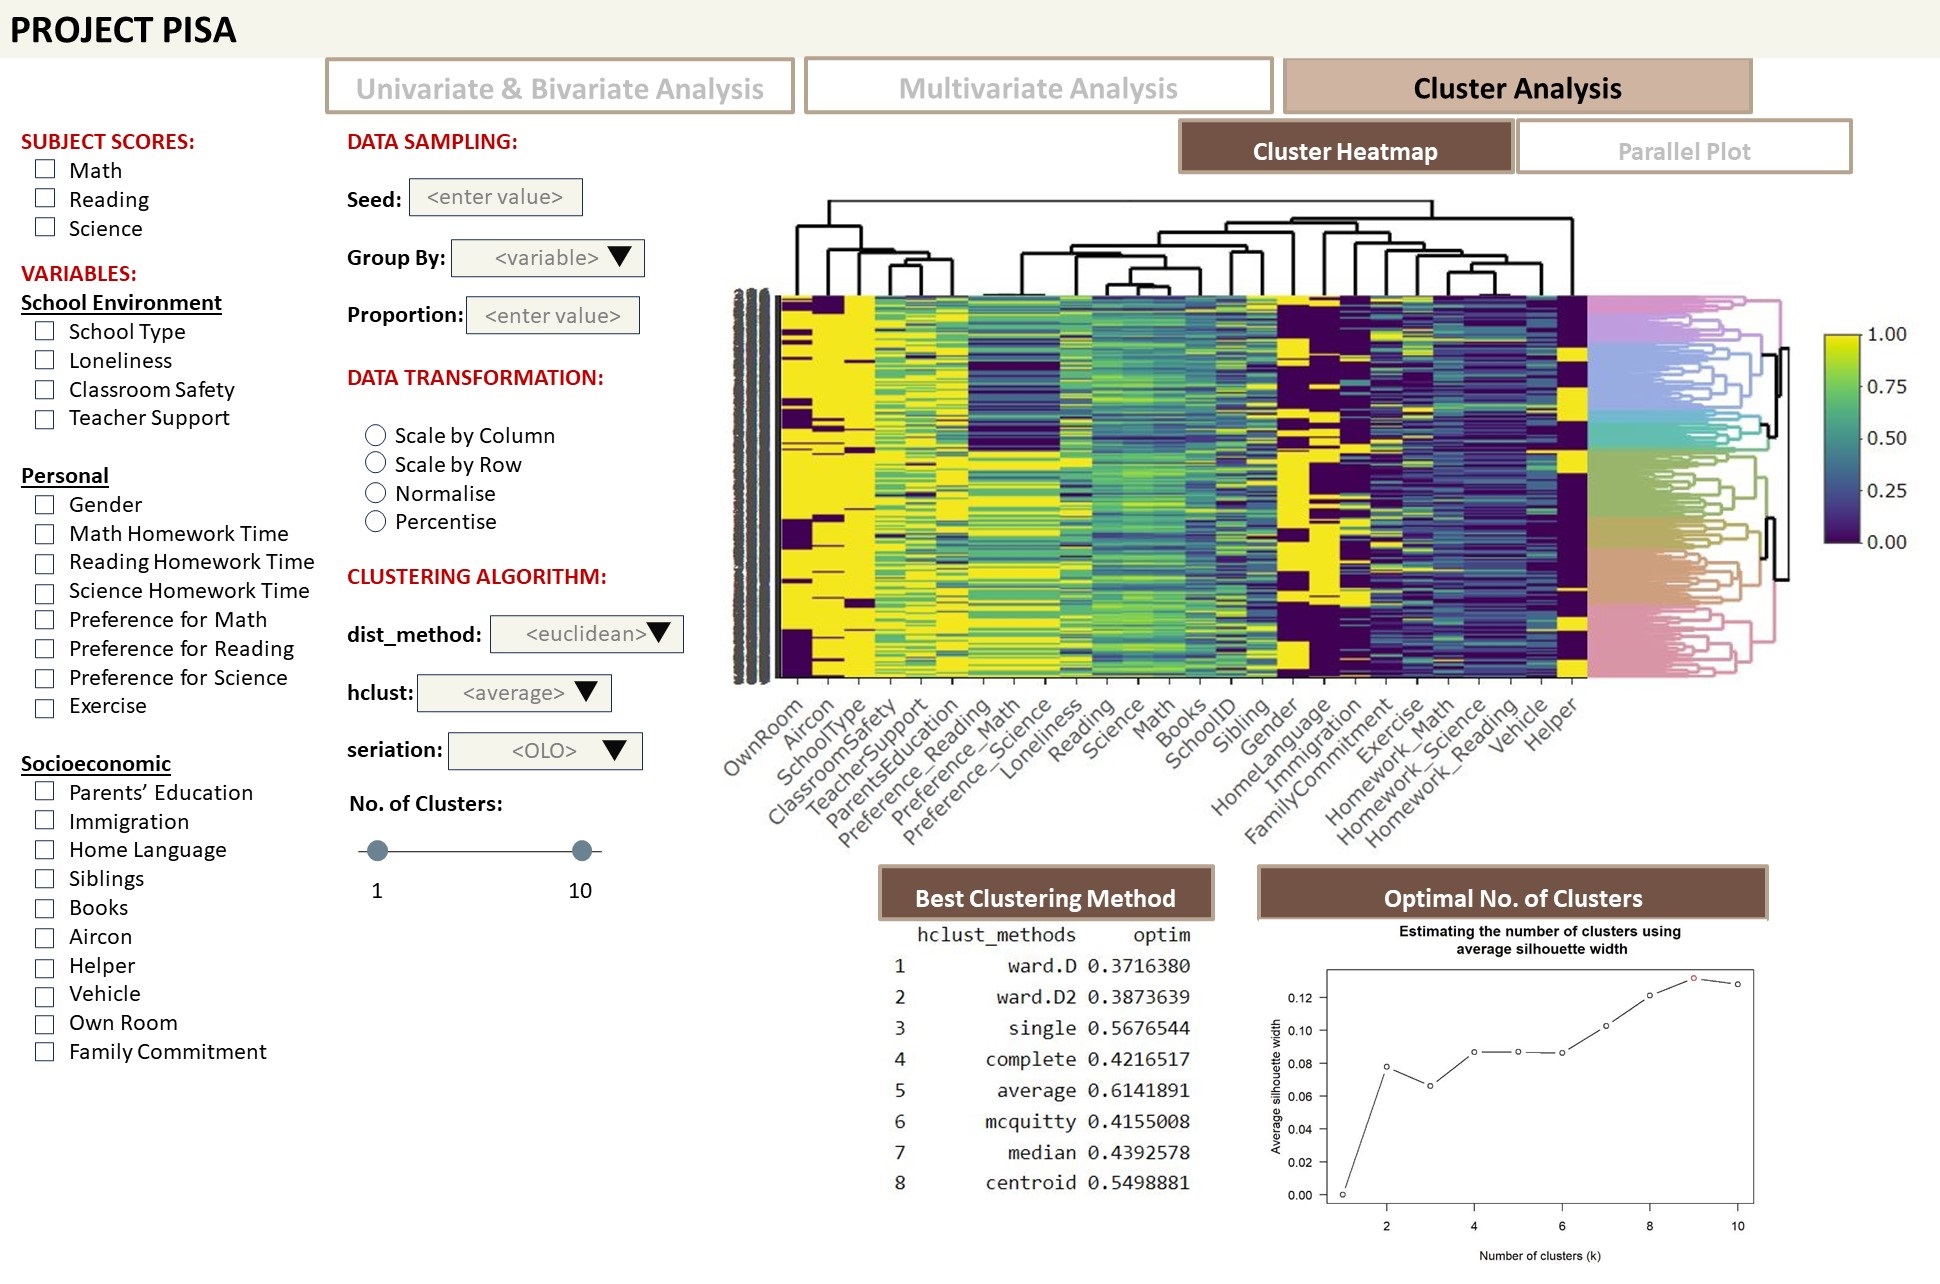 PROJECT PISA
Univariate & Bivariate Analysis
Multivariate Analysis
Cluster Analysis
Cluster Heatmap
Parallel Plot
SUBJECT SCORES:
Math
Reading
Science
VARIABLES:
School Environment
School Type
Loneliness
Classroom Safety
Teacher Support
Personal
Gender
Math Homework Time
Reading Homework Time
Science Homework Time
Preference for Math
Preference for Reading
Preference for Science
Exercise
Socioeconomic
Parents’ Education
Immigration
Home Language
Siblings
Books
Aircon
Helper
Vehicle
Own Room
Family Commitment
DATA SAMPLING:
Seed: <enter value>
Group By: <variable>
Proportion: <enter value>
DATA TRANSFORMATION:
Scale by Column
Scale by Row
Normalise
Percentise
CLUSTERING ALGORITHM:
dist_method: <euclidean>
hclust: <average>
seriation: <OLO>
No. of Clusters:
1 10
1.00
0.75
0.50
0.25
0.00
OwnRoom
Aircon
SchoolType
ClassroomSafety
TeacherSupport
ParentsEducation
Preference_Reading
Preference_Math
Preference_Science
Loneliness
Reading
Science
Math
Books
SchoolID
Sibling
Gender
HomeLanguage
Immigration
FamilyCommitment
Exercise
Homework_Math
Homework_Science
Homework_Reading
Vehicle
Helper
Best Clustering Method
hclust_methods optim
1 ward.D 0.3716380
2 ward.D2 0.3873639
3 single 0.5676544
4 complete 0.4216517
5 average 0.6141891
6 mcquitty 0.4155008
7 median 0.4392578
8 centroid 0.5498881
Optimal No. of Clusters
Estimating the number of clusters using
average silhouette width
Average silhouette width
0.12
0.10
0.08
0.06
0.04
0.02
0.00
2 4 6 8 10
Number of clusters (k)